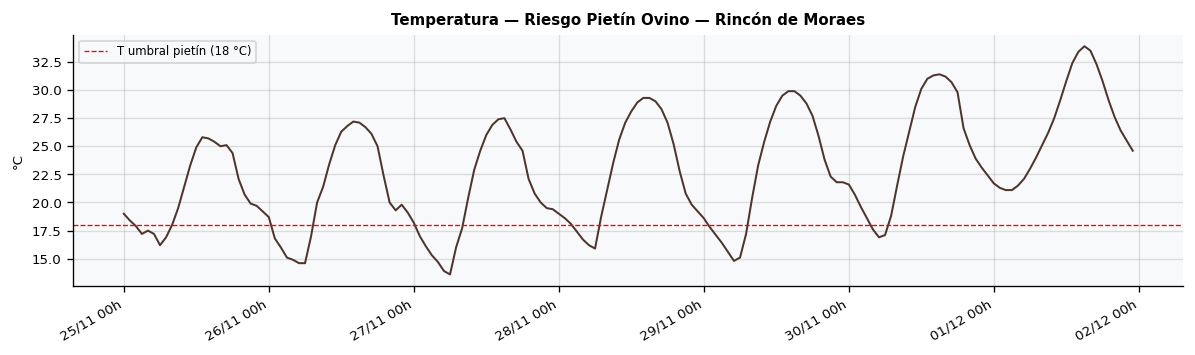 Temperatura — Riesgo Pietín Ovino — Rincón de Moraes
T umbral pietín (18 °C)
°C
32.5
30.0
27.5
25.0
22.5
20.0
17.5
15.0
25/11 00h
26/11 00h
27/11 00h
28/11 00h
29/11 00h
30/11 00h
01/12 00h
02/12 00h